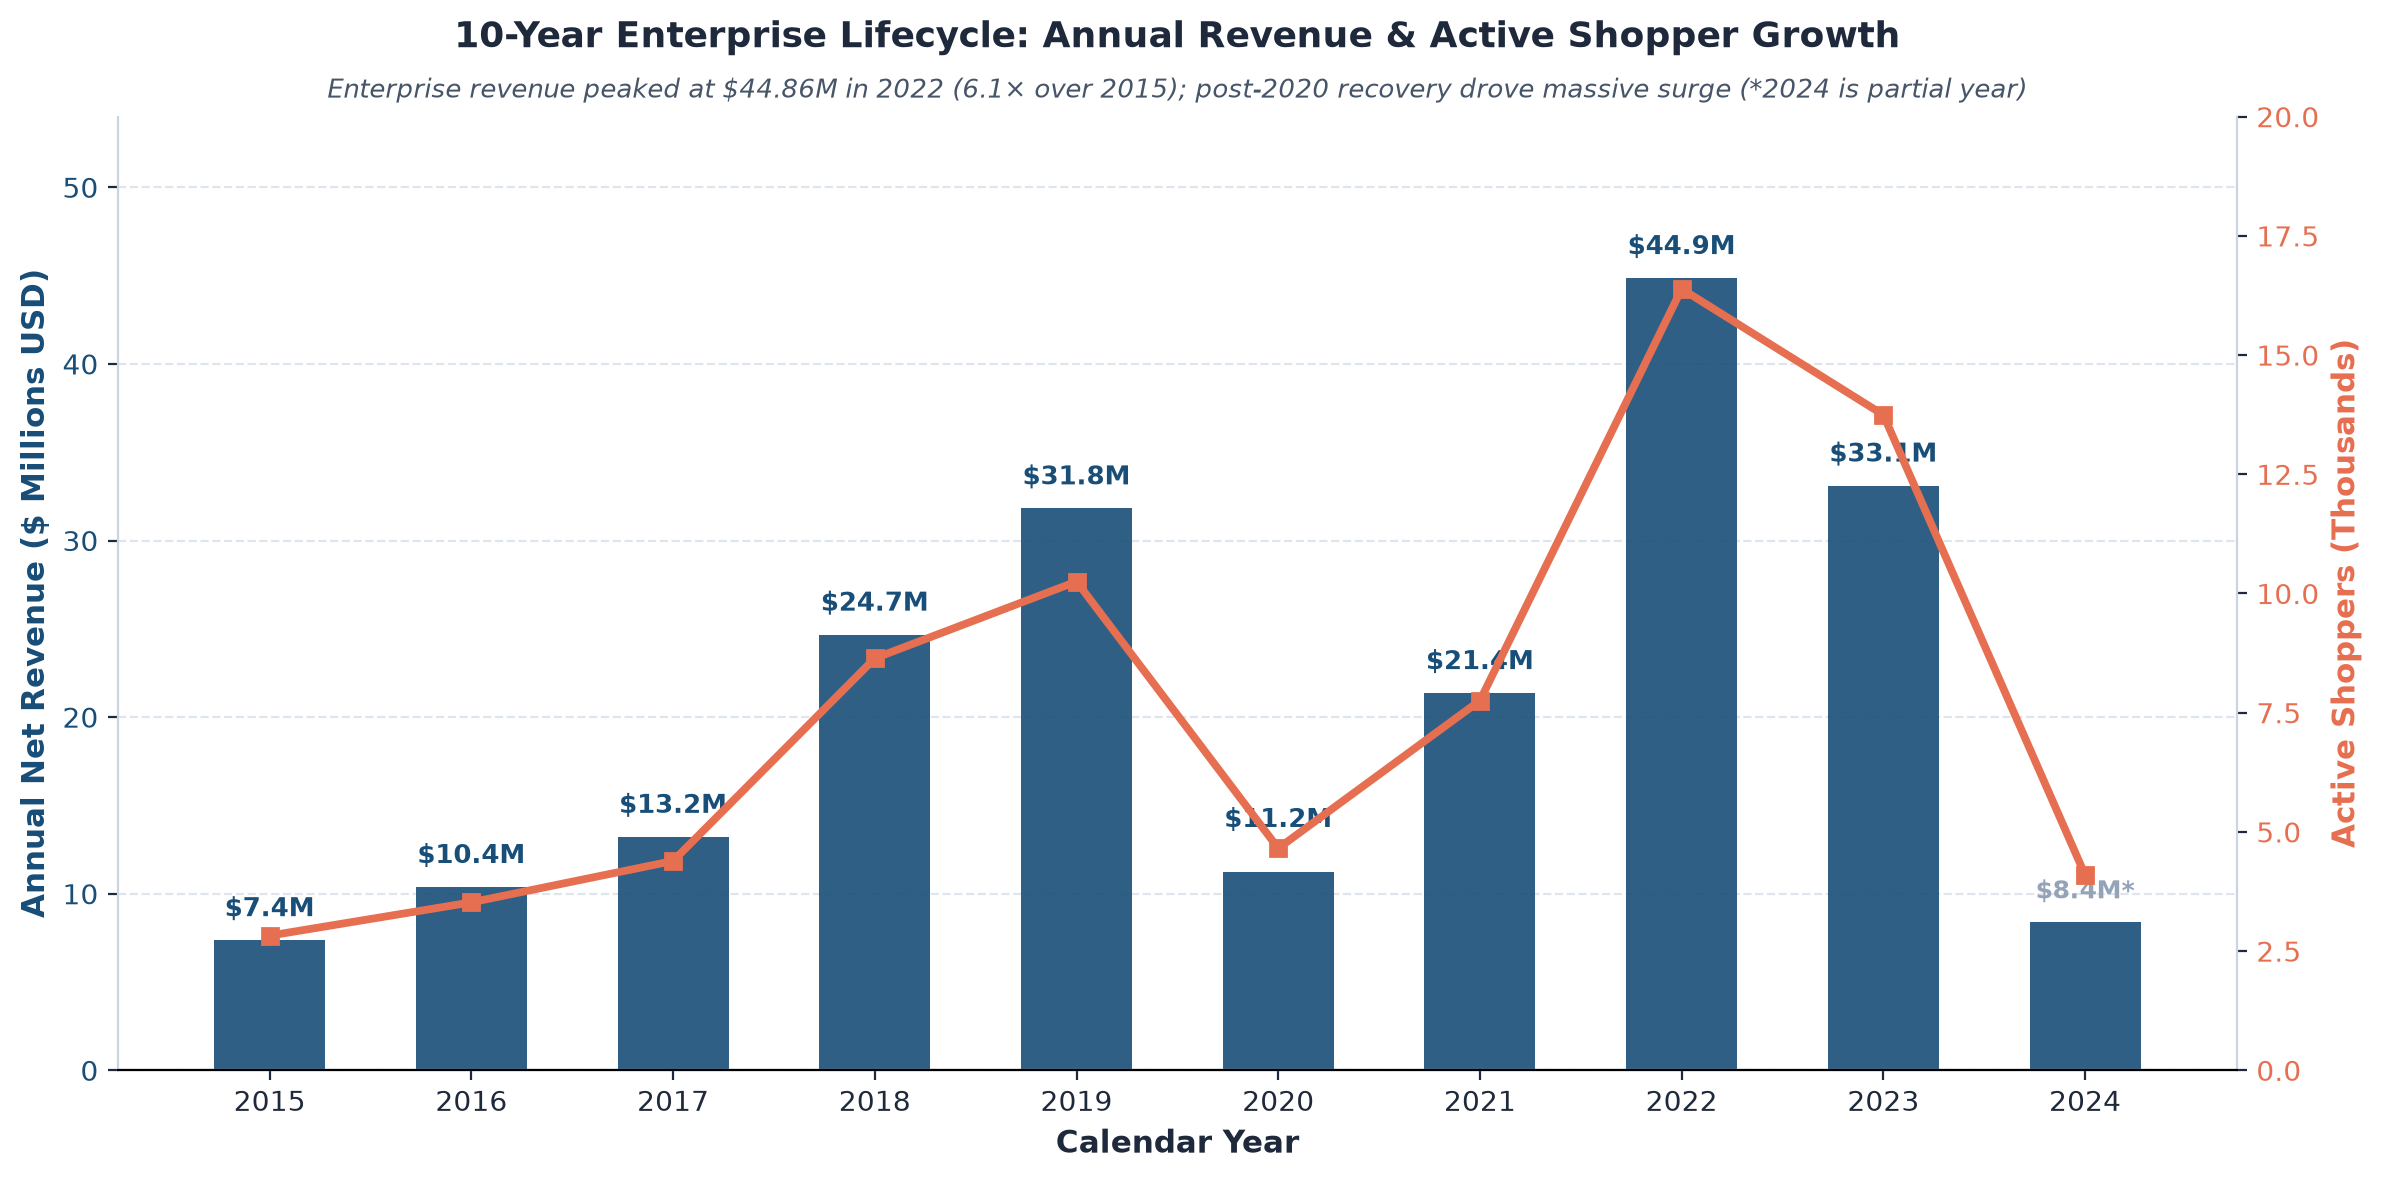 10-Year Enterprise Lifecycle: Annual Revenue & Active Shopper Growth
Enterprise revenue peaked at $44.86M in 2022 (6.1× over 2015); post-2020 recovery drove massive surge (*2024 is partial year)
Annual Net Revenue ($ Millions USD)
50
40
30
20
10
0
$7.4M
$10.4M
$13.2M
$24.7M
$31.8M
$11.2M
$21.4M
$44.9M
$33.1M
$8.4M*
20.0
17.5
15.0
12.5
10.0
7.5
5.0
2.5
0.0
Active Shoppers (Thousands)
2015 2016 2017 2018 2019 2020 2021 2022 2023 2024
Calendar Year